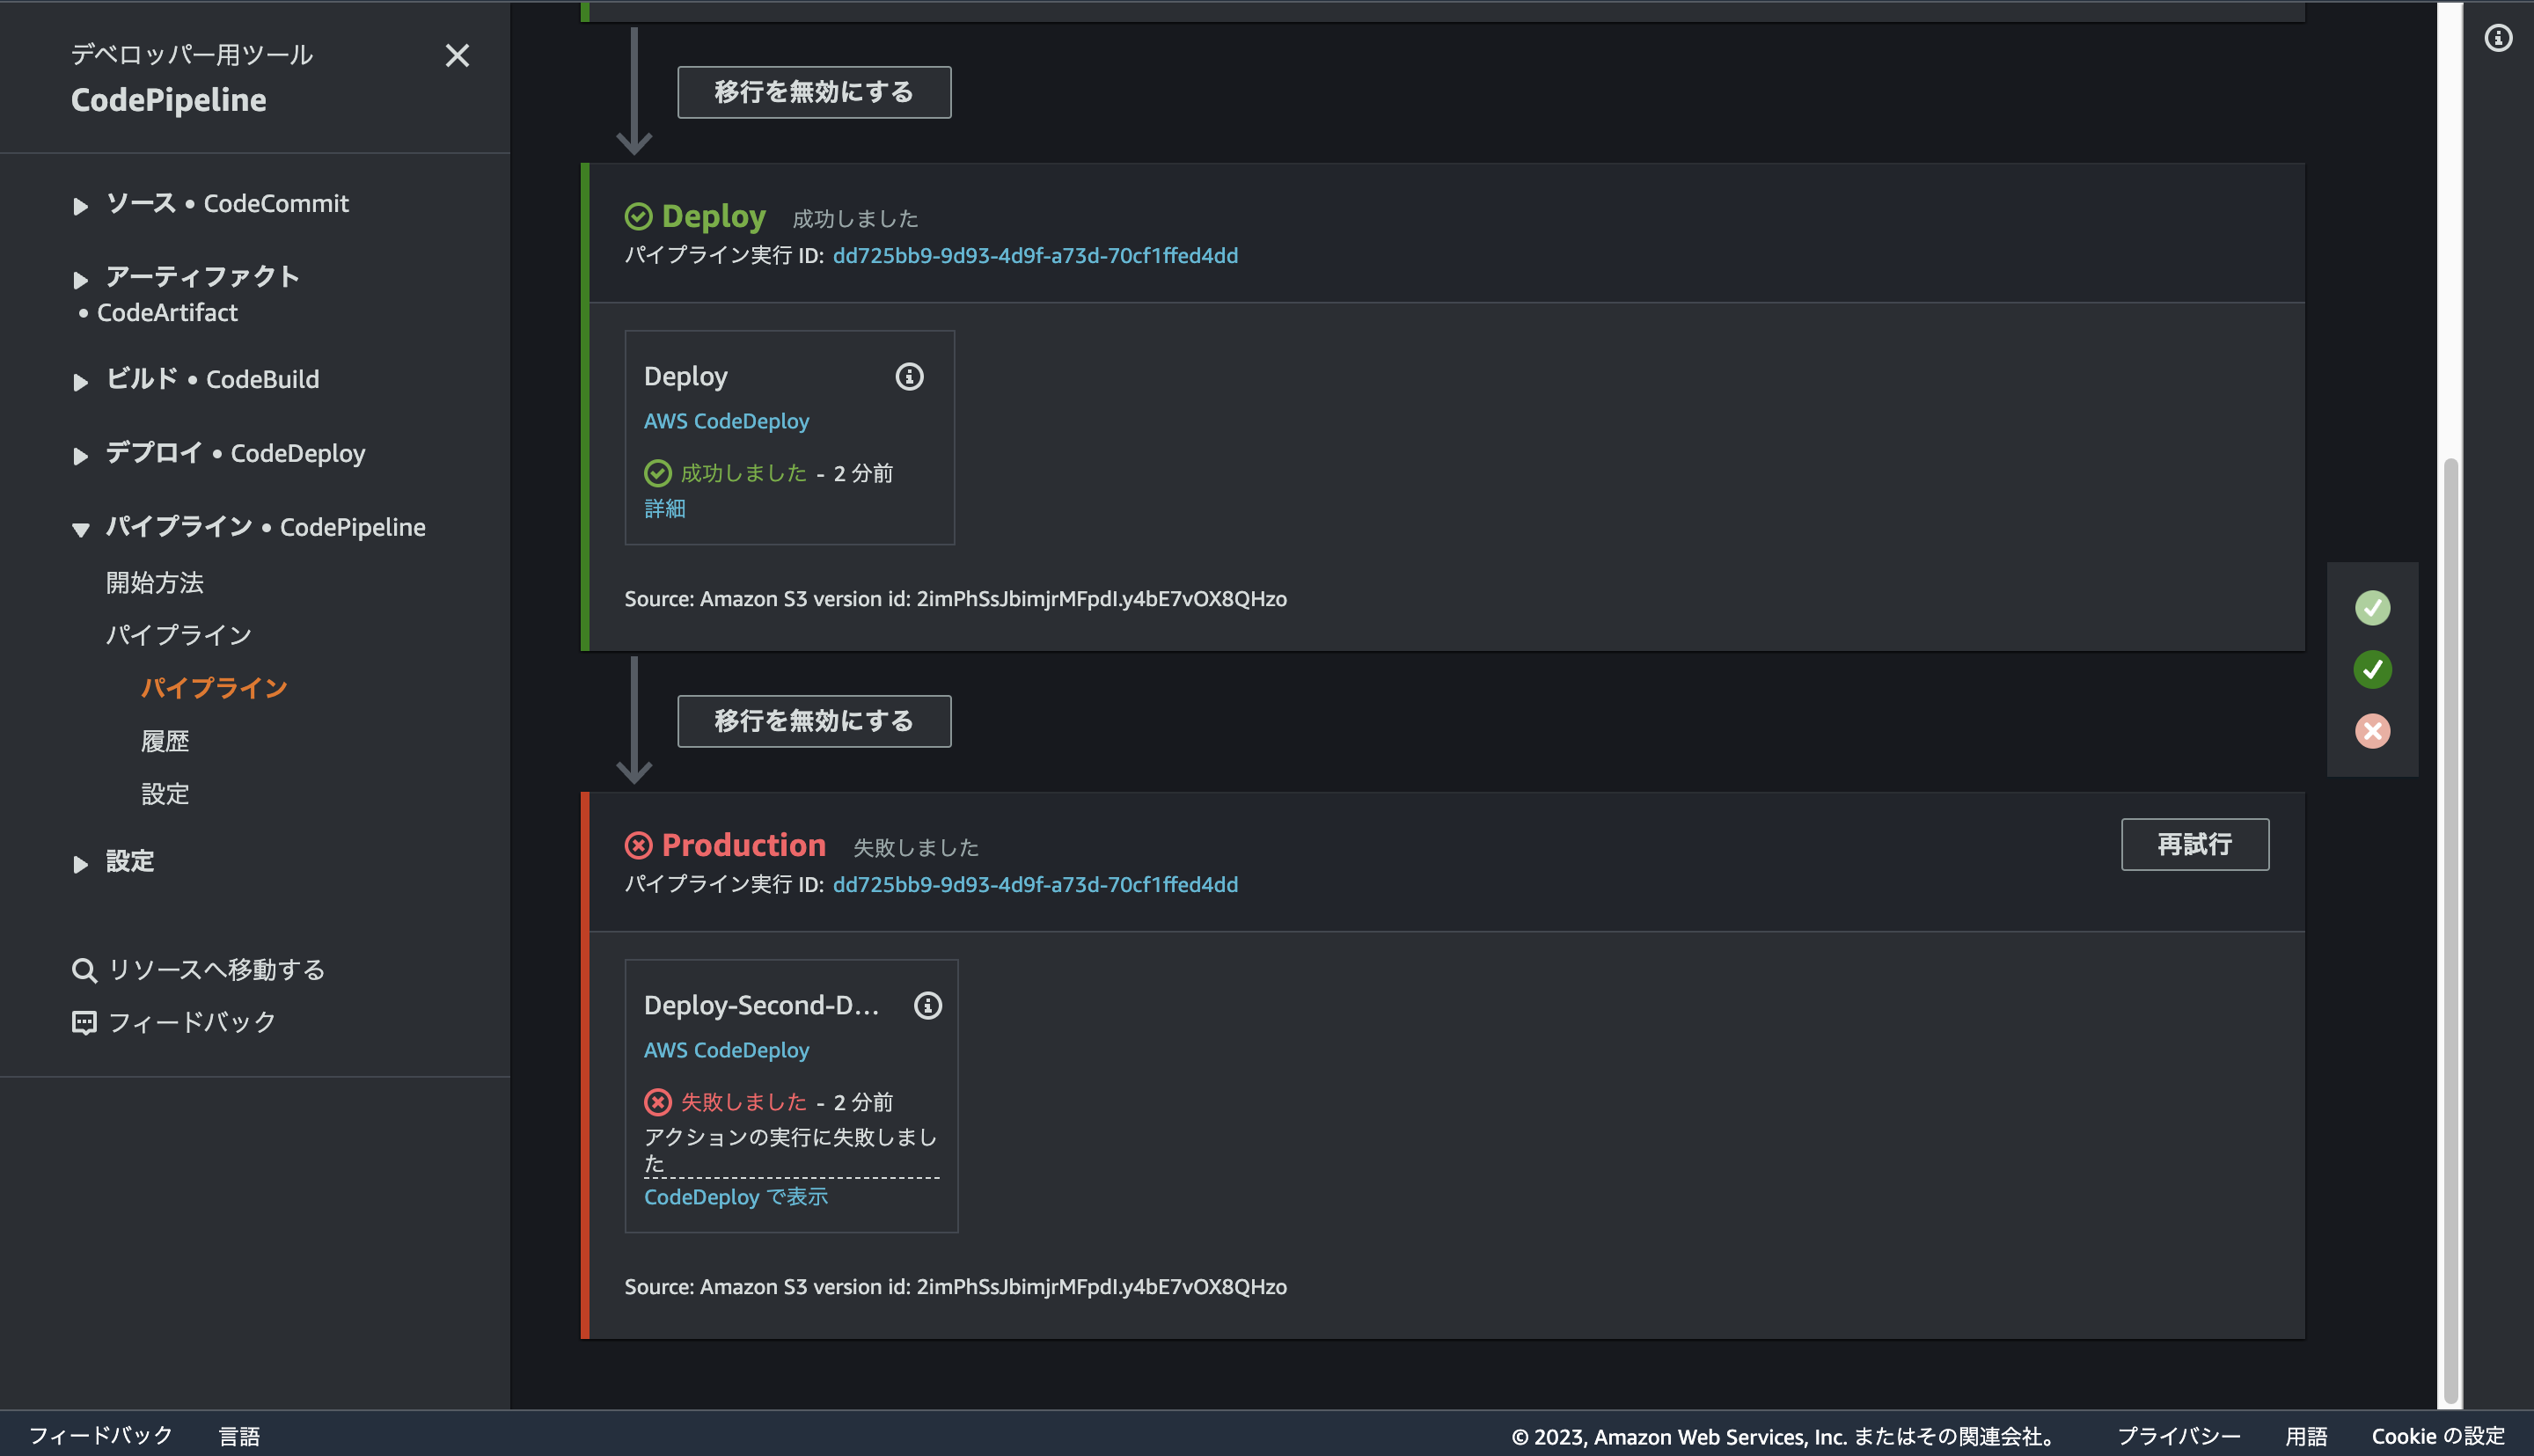 デベロッパー用ツール
CodePipeline
ソース • CodeCommit
アーティファクト
• CodeArtifact
ビルド • CodeBuild
デプロイ • CodeDeploy
パイプライン • CodePipeline
開始方法
パイプライン
パイプライン
履歴
設定
設定
リソースへ移動する
フィードバック
移行を無効にする
Deploy 成功しました
パイプライン実行 ID: dd725bb9-9d93-4d9f-a73d-70cf1ffed4dd
Deploy
AWS CodeDeploy
成功しました - 2 分前
詳細
Source: Amazon S3 version id: 2imPhSsJbimjrMFpdI.y4bE7vOX8QHzo
移行を無効にする
Production 失敗しました
再試行
パイプライン実行 ID: dd725bb9-9d93-4d9f-a73d-70cf1ffed4dd
Deploy-Second-D...
AWS CodeDeploy
失敗しました - 2 分前
アクションの実行に失敗しまし
た
CodeDeploy で表示
Source: Amazon S3 version id: 2imPhSsJbimjrMFpdI.y4bE7vOX8QHzo
フィードバック 言語 © 2023, Amazon Web Services, Inc. またはその関連会社。 プライバシー 用語 Cookie の設定